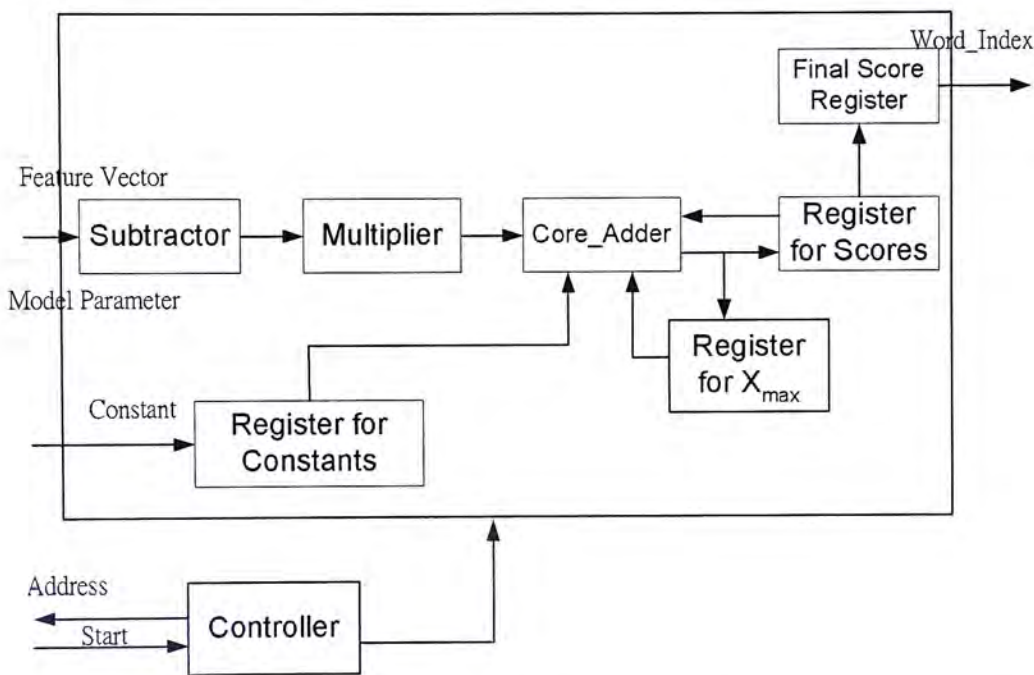 Word_Index
Final Score
Register
Feature Vector
Subtractor
Multiplier
Core_Adder
Register
for Scores
Model Parameter
Register
for Xmax
Constant
Register for
Constants
Address
Start
Controller